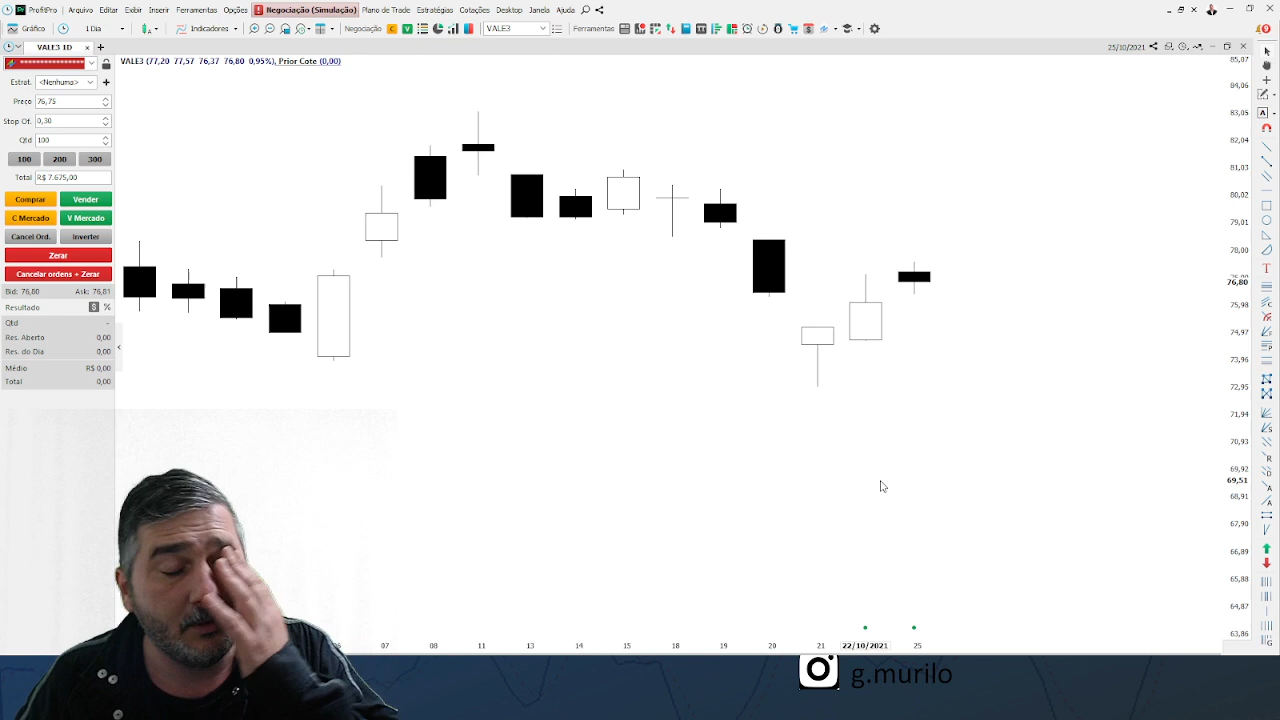 ProfitPro Arquivo Editar Exibir Inserir Ferramentas Opções Negociação (Simulação) Plano de Trade Estratégias Cotações Desktop Janela Ajuda
Gráfico 1 Dia Indicadores Negociação C V VALE3 Ferramentas
VALE3 1D 25/10/2021
VALE3 (77,20 77,57 76,37 76,80 0,95%), Prior Cote (0,00)
Estrat. <Nenhuma>
Preço 76,75
Stop Of. 0,30
Qtd 100
100 200 300
Total R$ 7.675,00
Comprar Vender
C Mercado V Mercado
Cancel Ord. Inverter
Zerar
Cancelar ordens + Zerar
Bid: 76,80 Ask: 76,81
Resultado $ %
Qtd -
Res. Aberto 0,00
Res. do Dia 0,00
Médio R$ 0,00
Total 0,00
85,07
84,06
83,05
82,04
81,03
80,02
79,01
78,00
76,80
75,98
74,97
73,96
72,95
71,94
70,93
69,92
69,51
68,91
67,90
66,89
65,88
64,87
63,86
07 08 11 13 14 15 18 19 20 21 22/10/2021 25
g.murilo